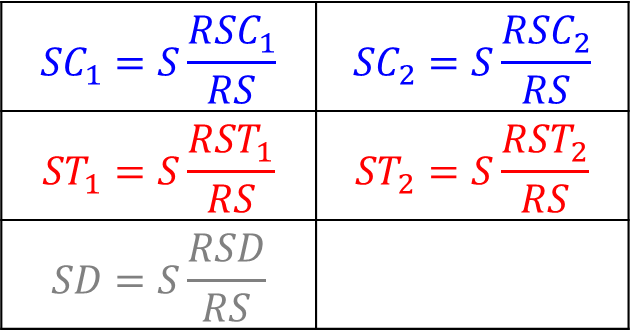 SC₁ = S RSC₁/RS
SC₂ = S RSC₂/RS
ST₁ = S RST₁/RS
ST₂ = S RST₂/RS
SD = S RSD/RS